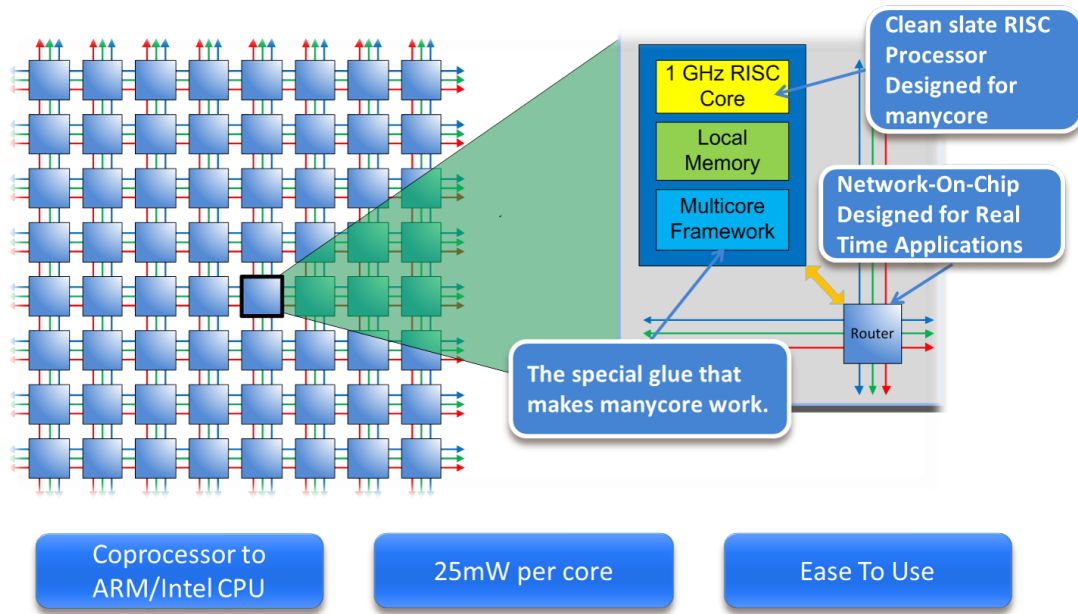 Clean slate RISC
Processor
Designed for
manycore
1 GHz RISC
Core
Local
Memory
Multicore
Framework
Network-On-Chip
Designed for Real
Time Applications
Router
The special glue that
makes manycore work.
Coprocessor to
ARM/Intel CPU
25mW per core
Ease To Use